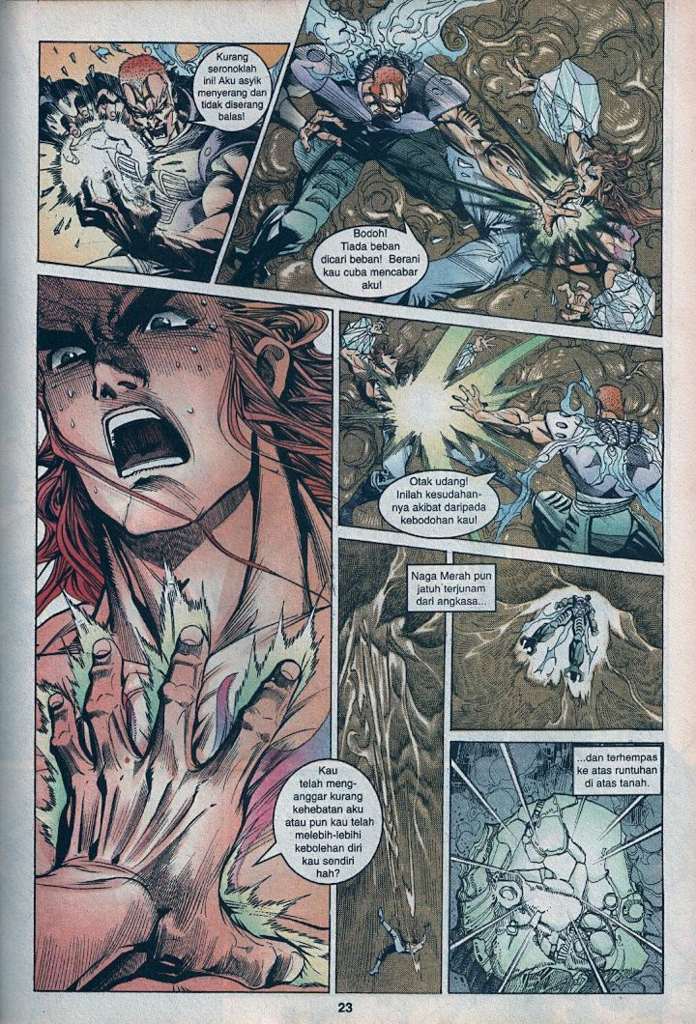 Kurang
seronoklah
ini! Aku asyik
menyerang dan
tidak diserang
balas!
Bodoh!
Tiada beban
dicari beban! Berani
kau cuba mencabar
aku!
Otak udang!
Inilah kesudahan-
nya akibat daripada
kebodohan kau!
Kau
telah meng-
anggar kurang
kehebatan aku
atau pun kau telah
melebih-lebihi
kebolehan diri
kau sendiri
hah?
Naga Merah pun
jatuh terjunam
dari angkasa...
...dan terhempas
ke atas runtuhan
di atas tanah.
23